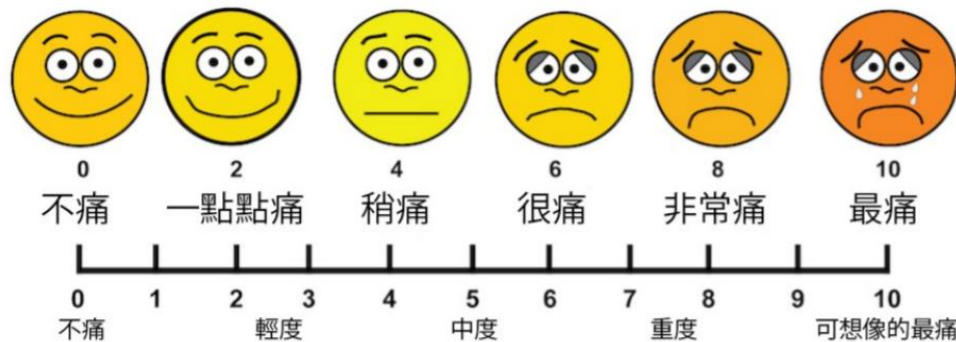 0 2 4 6 8 10
不痛 一點點痛 稍痛 很痛 非常痛 最痛
0 1 2 3 4 5 6 7 8 9 10
不痛 輕度 中度 重度 可想像的最痛